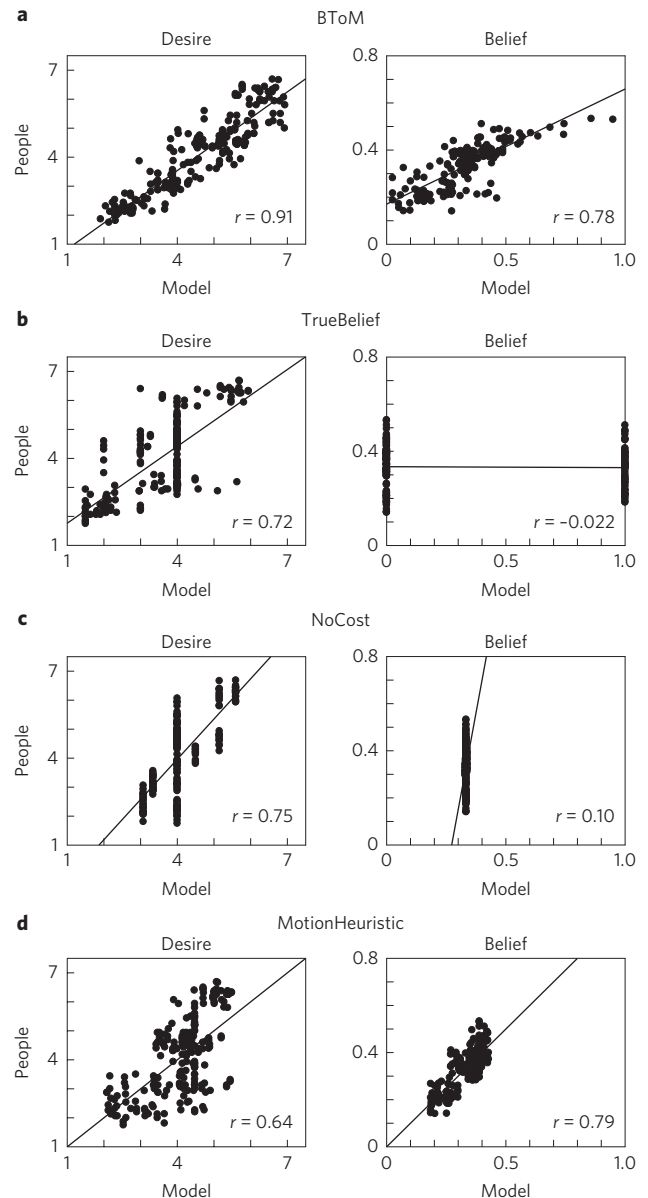 a
BToM
Desire
Belief
7
4
1
People
r = 0.91
1 4 7
Model
0.8
0.4
0
r = 0.78
0 0.5 1.0
Model
b
TrueBelief
Desire
Belief
7
4
1
People
r = 0.72
1 4 7
Model
0.8
0.4
0
r = –0.022
0 0.5 1.0
Model
c
NoCost
Desire
Belief
7
4
1
People
r = 0.75
1 4 7
Model
0.8
0.4
0
r = 0.10
0 0.5 1.0
Model
d
MotionHeuristic
Desire
Belief
7
4
1
People
r = 0.64
1 4 7
Model
0.8
0.4
0
r = 0.79
0 0.5 1.0
Model